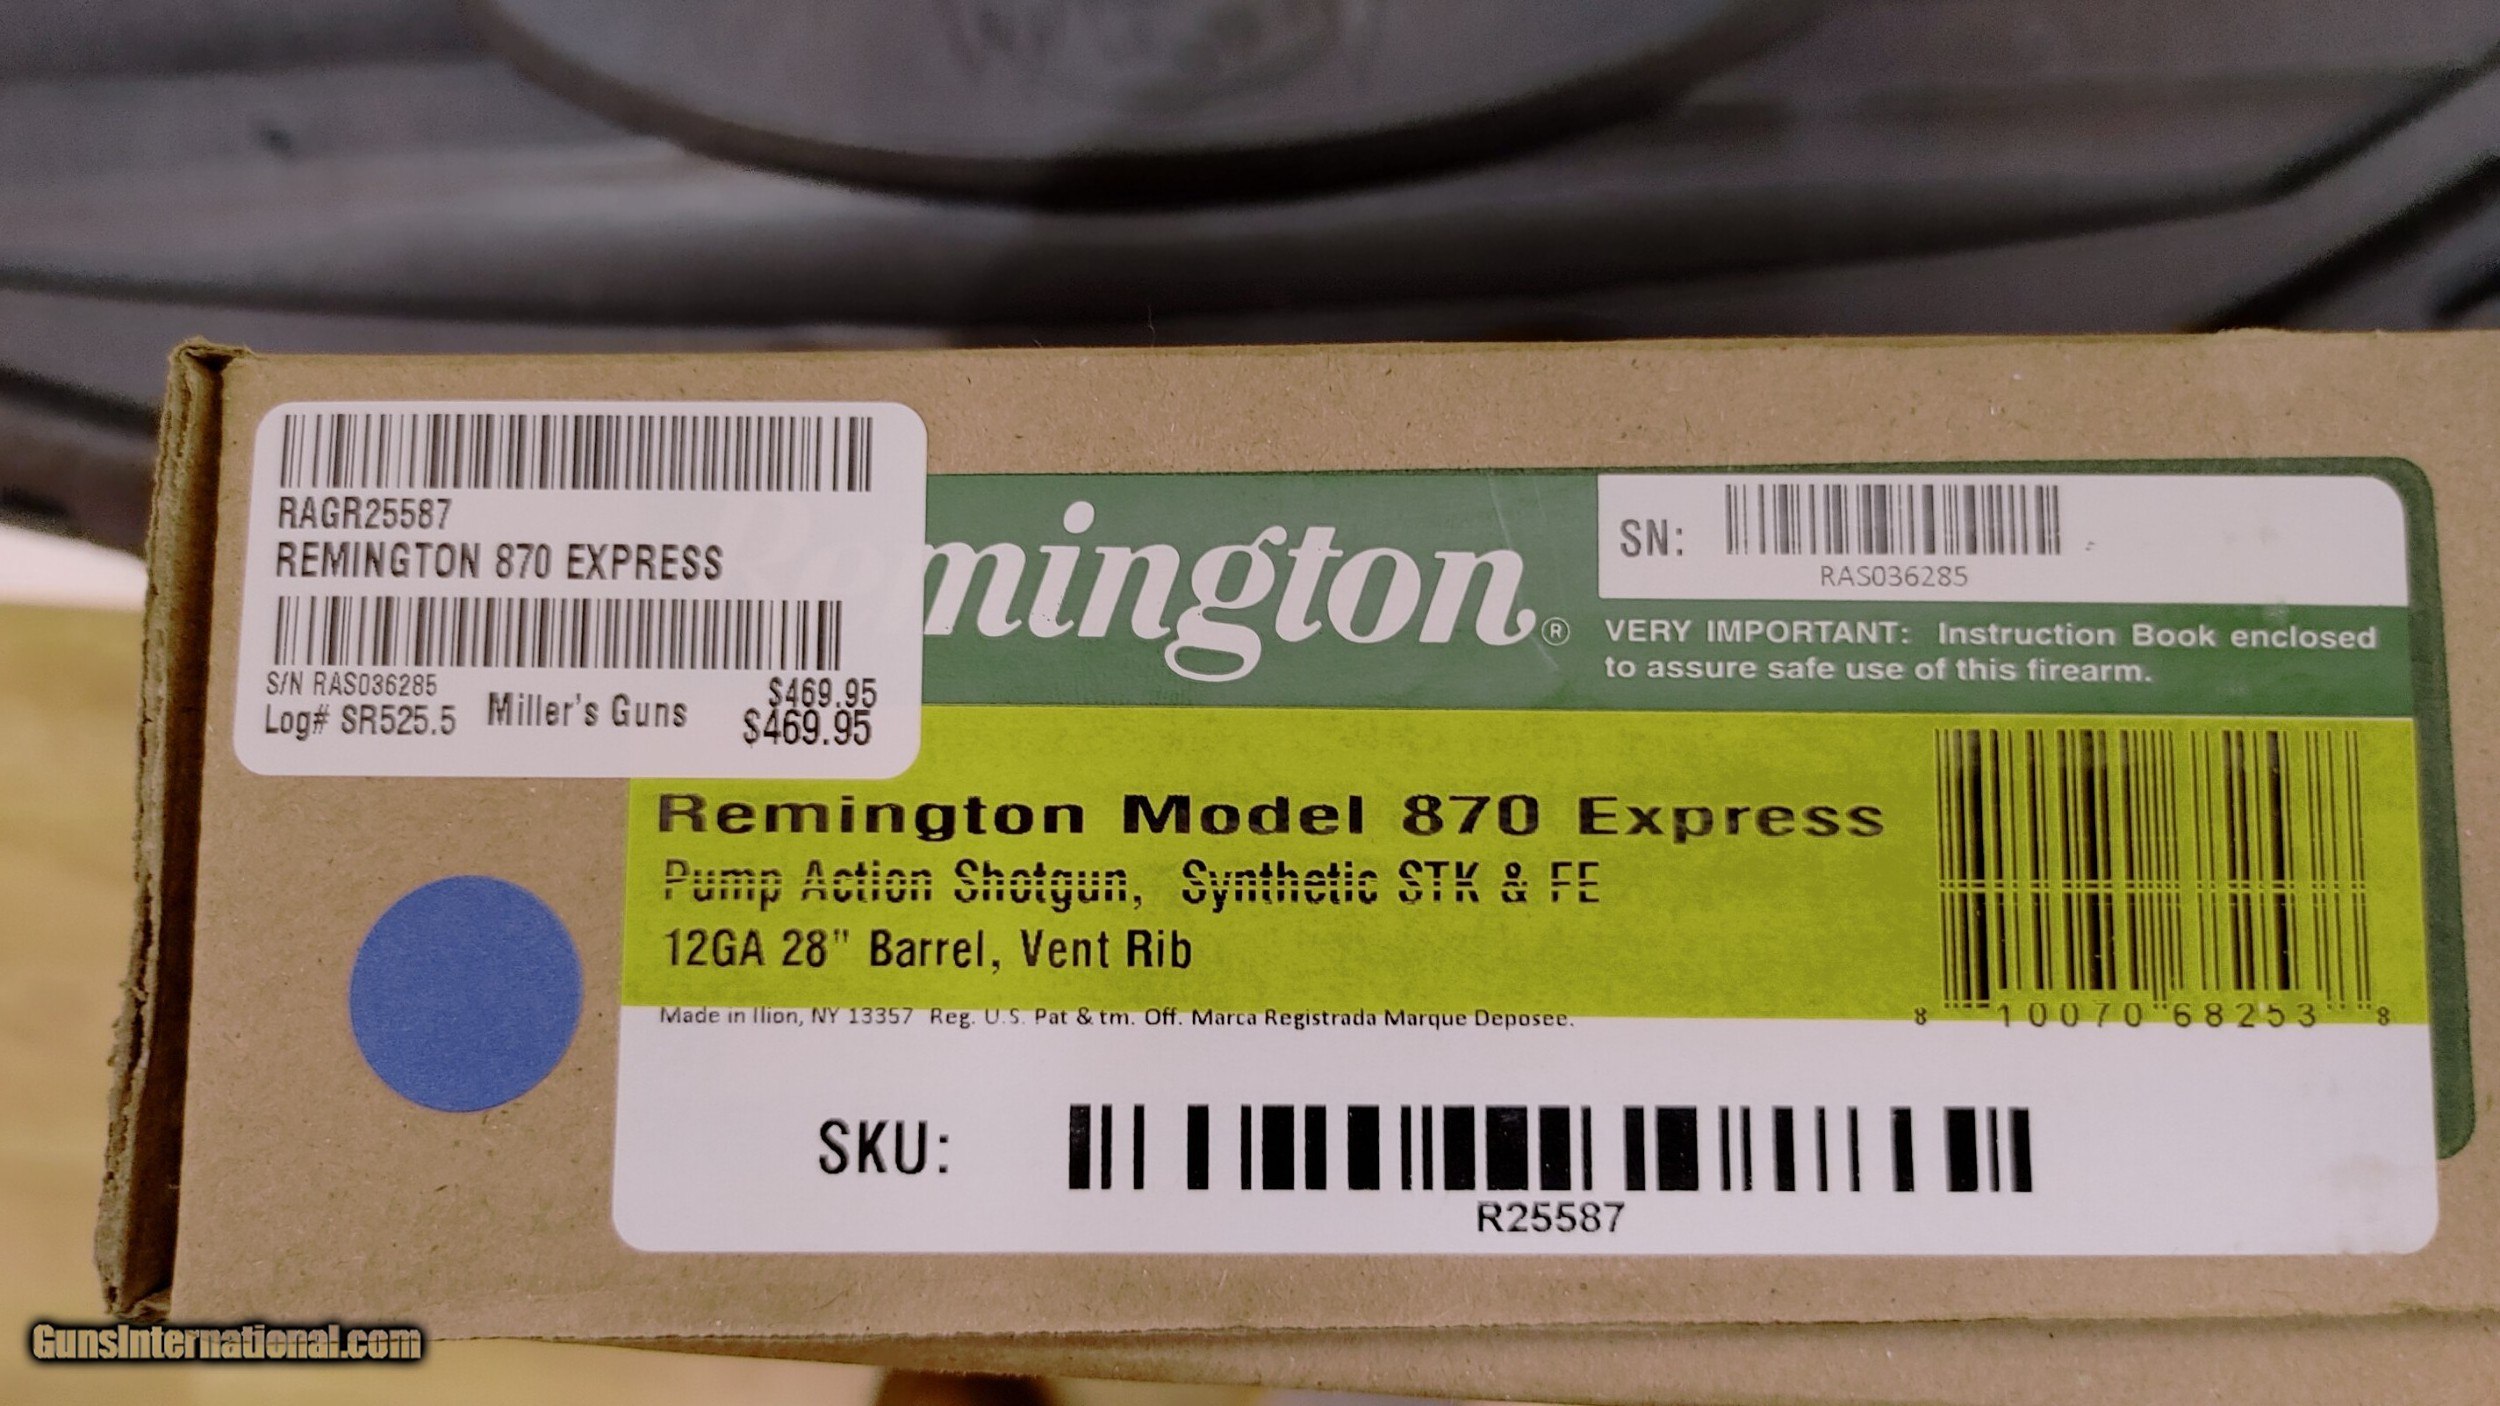 RAGR25587
REMINGTON 870 EXPRESS
S/N RAS036285
Log# SR525.5
Miller's Guns
$469.95
$469.95
mington®
SN:
RAS036285
VERY IMPORTANT: Instruction Book enclosed
to assure safe use of this firearm.
Remington Model 870 Express
Pump Action Shotgun, Synthetic STK & FE
12GA 28" Barrel, Vent Rib
Made in Ilion, NY 13357 Reg. U.S. Pat & tm. Off. Marca Registrada Marque Deposee.
8 10070 68253 8
SKU:
R25587
GunsInternational.com